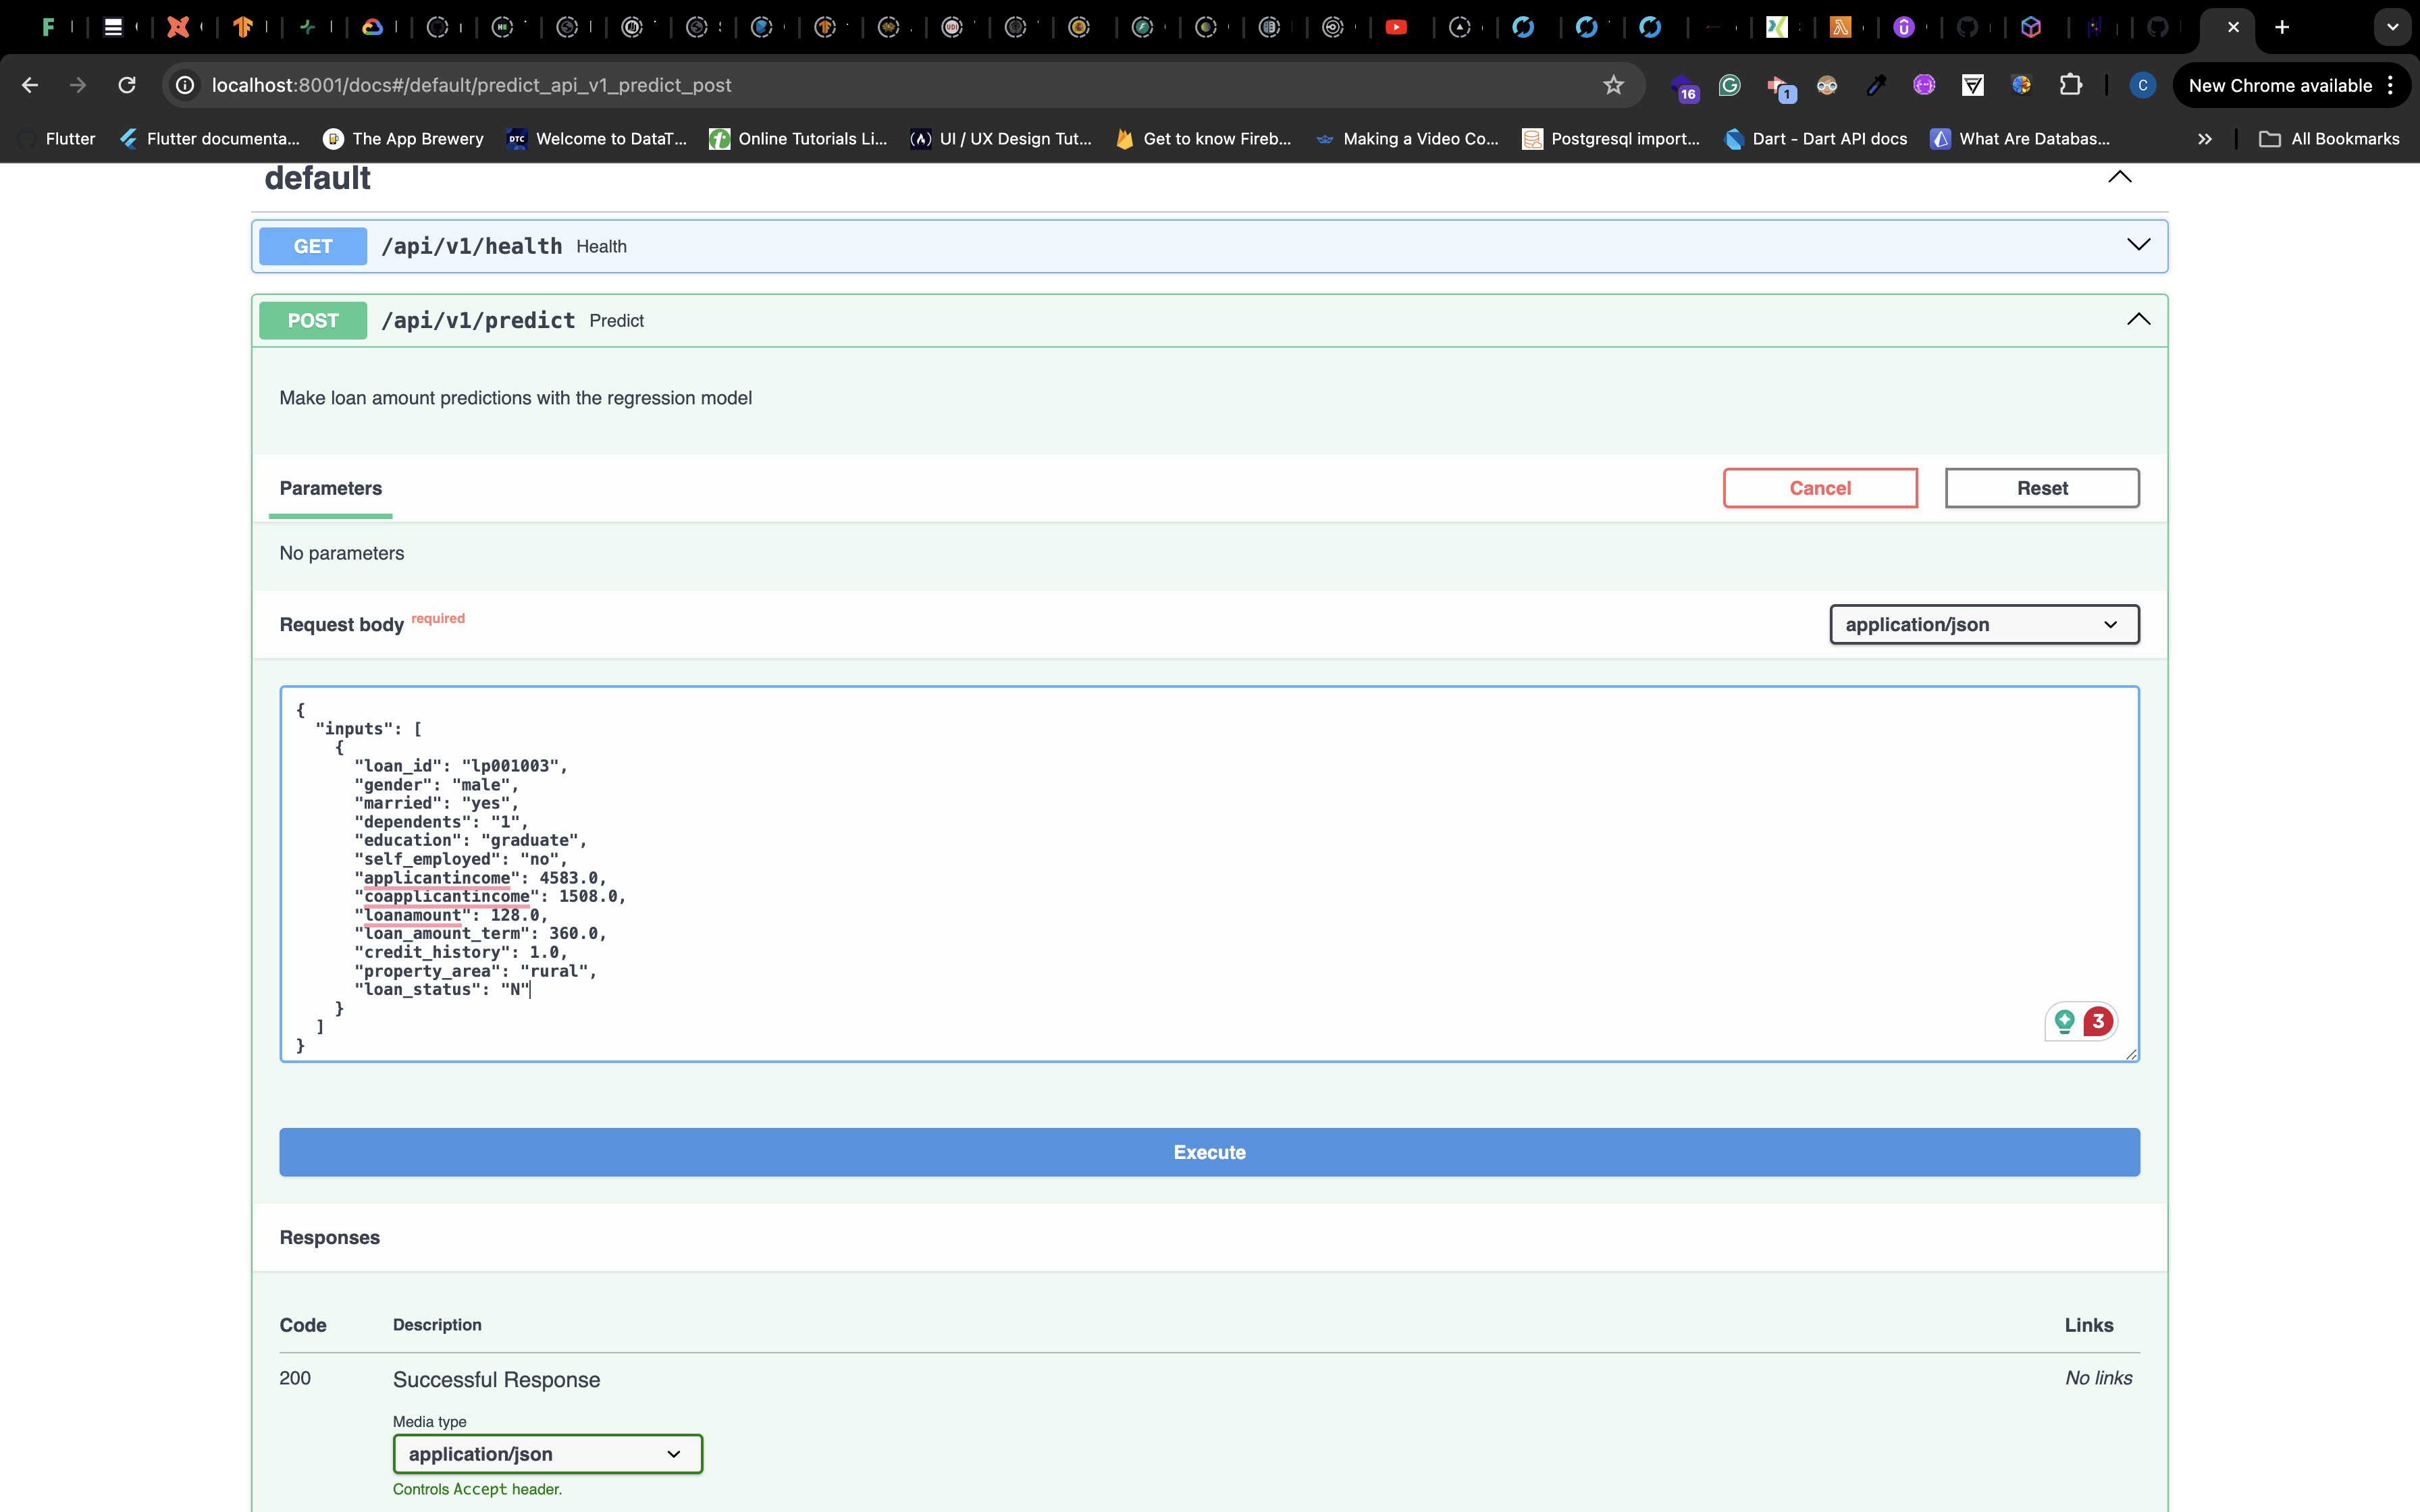 localhost:8001/docs#/default/predict_api_v1_predict_post
16
1
C
New Chrome available
Flutter
Flutter documenta...
The App Brewery
DTC
Welcome to DataT...
Online Tutorials Li...
UI / UX Design Tut...
Get to know Fireb...
Making a Video Co...
Postgresql import...
Dart - Dart API docs
What Are Databas...
All Bookmarks
default
GET /api/v1/health Health
POST /api/v1/predict Predict
Make loan amount predictions with the regression model
Parameters
Cancel
Reset
No parameters
Request body required
application/json
{
"inputs": [
{
"loan_id": "lp001003",
"gender": "male",
"married": "yes",
"dependents": "1",
"education": "graduate",
"self_employed": "no",
"applicantincome": 4583.0,
"coapplicantincome": 1508.0,
"loanamount": 128.0,
"loan_amount_term": 360.0,
"credit_history": 1.0,
"property_area": "rural",
"loan_status": "N"
}
]
}
3
Execute
Responses
Code Description Links
200 Successful Response No links
Media type
application/json
Controls Accept header.